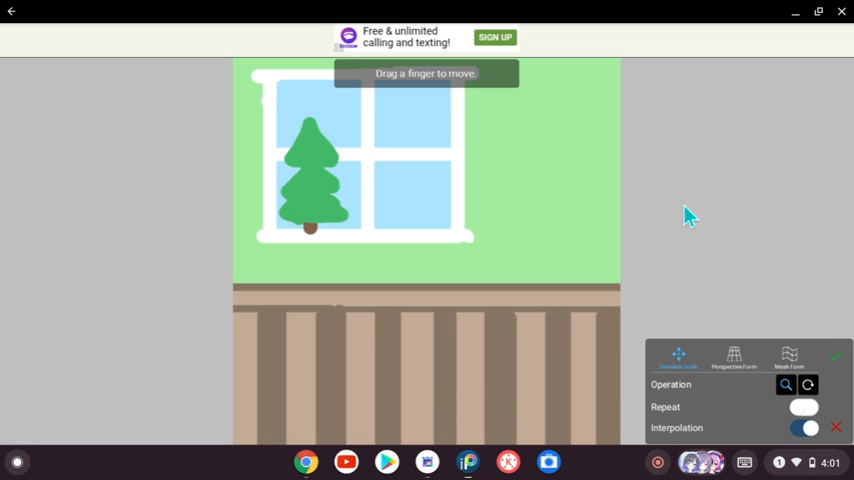 Free & unlimited
calling and texting!
SIGN UP
Drag a finger to move.
Translate/Scale
Perspective Form
Mesh Form
Operation
Repeat
Interpolation
1
4:01